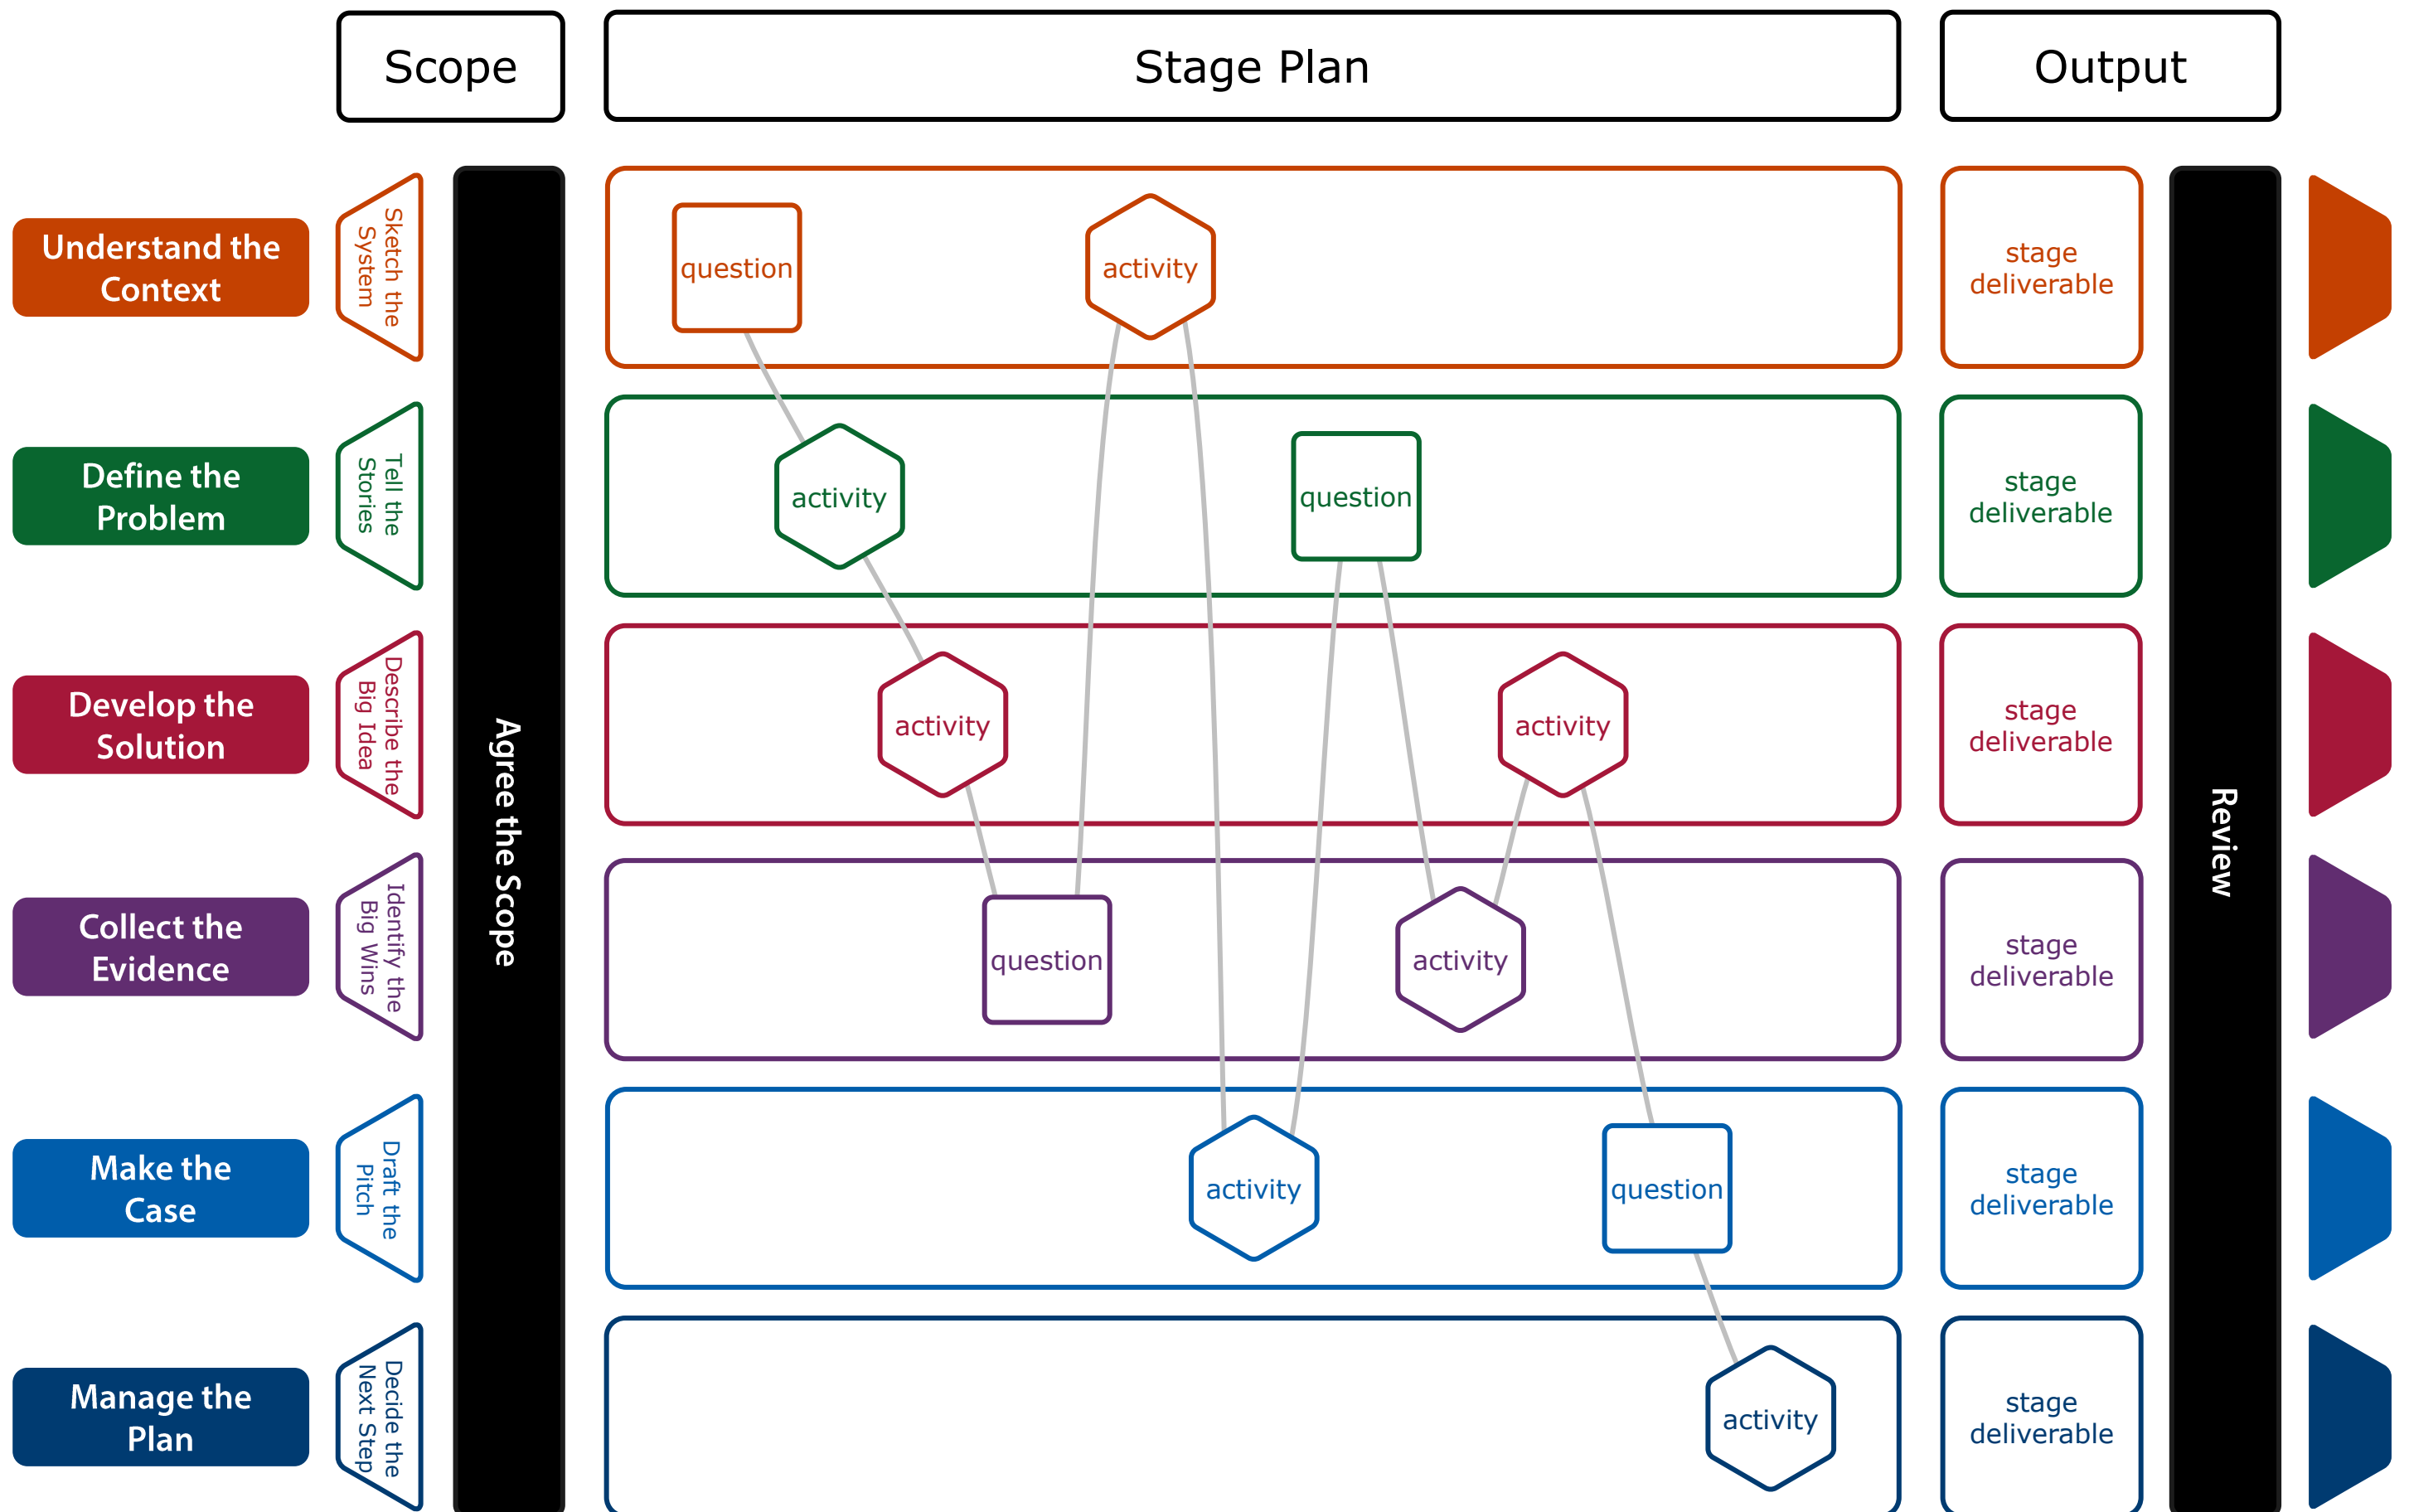 Scope
Stage Plan
Output
Understand the
Context
Sketch the
System
question
activity
stage
deliverable
Define the
Problem
Tell the
Stories
activity
question
stage
deliverable
Develop the
Solution
Describe the
Big Idea
activity
activity
stage
deliverable
Agree the Scope
Review
Collect the
Evidence
Identify the
Big Wins
question
activity
stage
deliverable
Make the
Case
Draft the
Pitch
activity
question
stage
deliverable
Manage the
Plan
Decide the
Next Step
activity
stage
deliverable